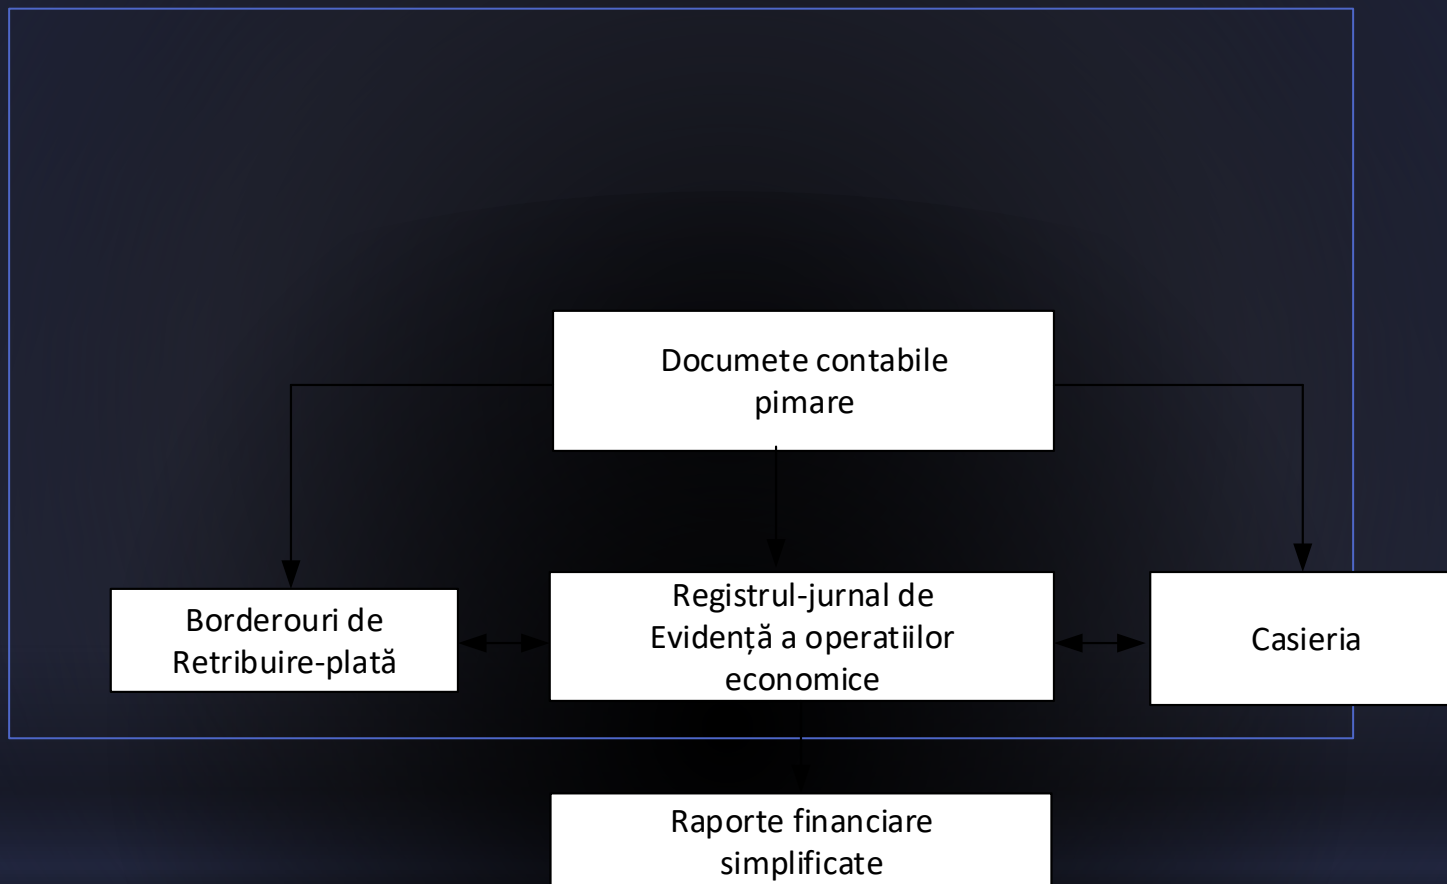 Documete contabile
pimare
Borderouri de
Retribuire-plată
Registrul-jurnal de
Evidență a operatiilor
economice
Casieria
Raporte financiare
simplificate